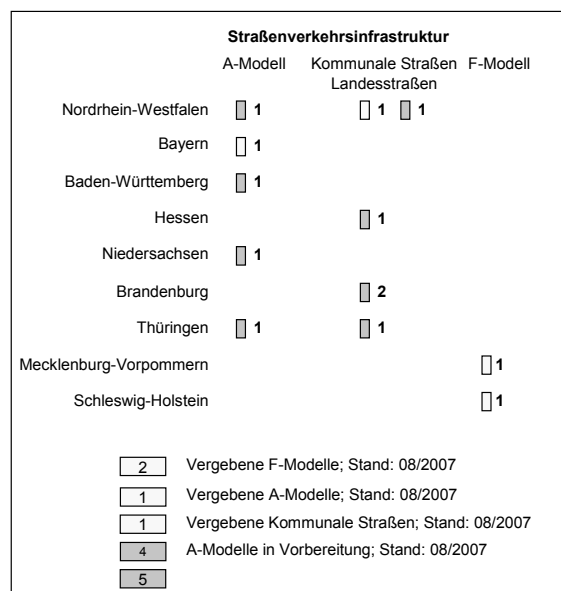 Straßenverkehrsinfrastruktur
A-Modell Kommunale Straßen F-Modell
Landesstraßen
Nordrhein-Westfalen 1 1 1
Bayern 1
Baden-Württemberg 1
Hessen 1
Niedersachsen 1
Brandenburg 2
Thüringen 1 1
Mecklenburg-Vorpommern 1
Schleswig-Holstein 1
2 Vergebene F-Modelle; Stand: 08/2007
1 Vergebene A-Modelle; Stand: 08/2007
1 Vergebene Kommunale Straßen; Stand: 08/2007
4 A-Modelle in Vorbereitung; Stand: 08/2007
5